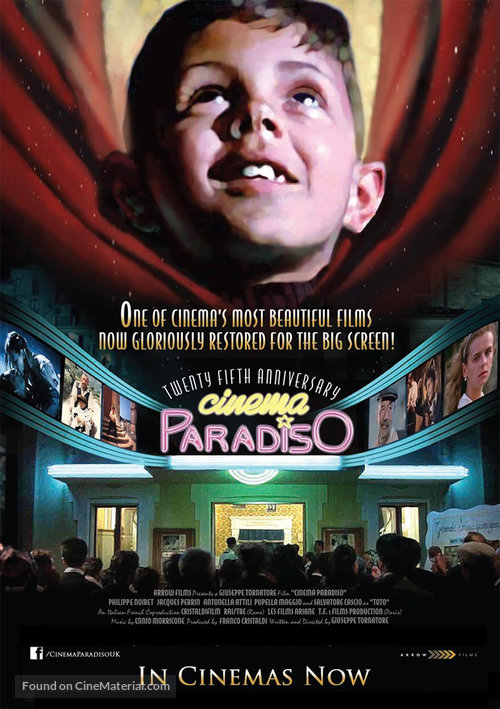 ONE OF CINEMA'S MOST BEAUTIFUL FILMS
NOW GLORIOUSLY RESTORED FOR THE BIG SCREEN!
TWENTY FIFTH ANNIVERSARY
cinema
PARADISO
ARROW FILMS Presents a GIUSEPPE TORNATORE Film "CINEMA PARADISO"
PHILIPPE NOIRET JACQUES PERRIN ANTONELLA ATTILI PUPELLA MAGGIO and SALVATORE CASCIO as "TOTO"
An Italian-French Coproduction CRISTALDIFILM RAISTRE (Rome) LES FILMS ARIANE T.F.1 FILMS PRODUCTION (Paris)
Music by ENNIO MORRICONE Produced by FRANCO CRISTALDI Written and Directed by GIUSEPPE TORNATORE
f /CINEMAPARADISOUK
ARROW FILMS
IN CINEMAS NOW
Found on CineMaterial.com